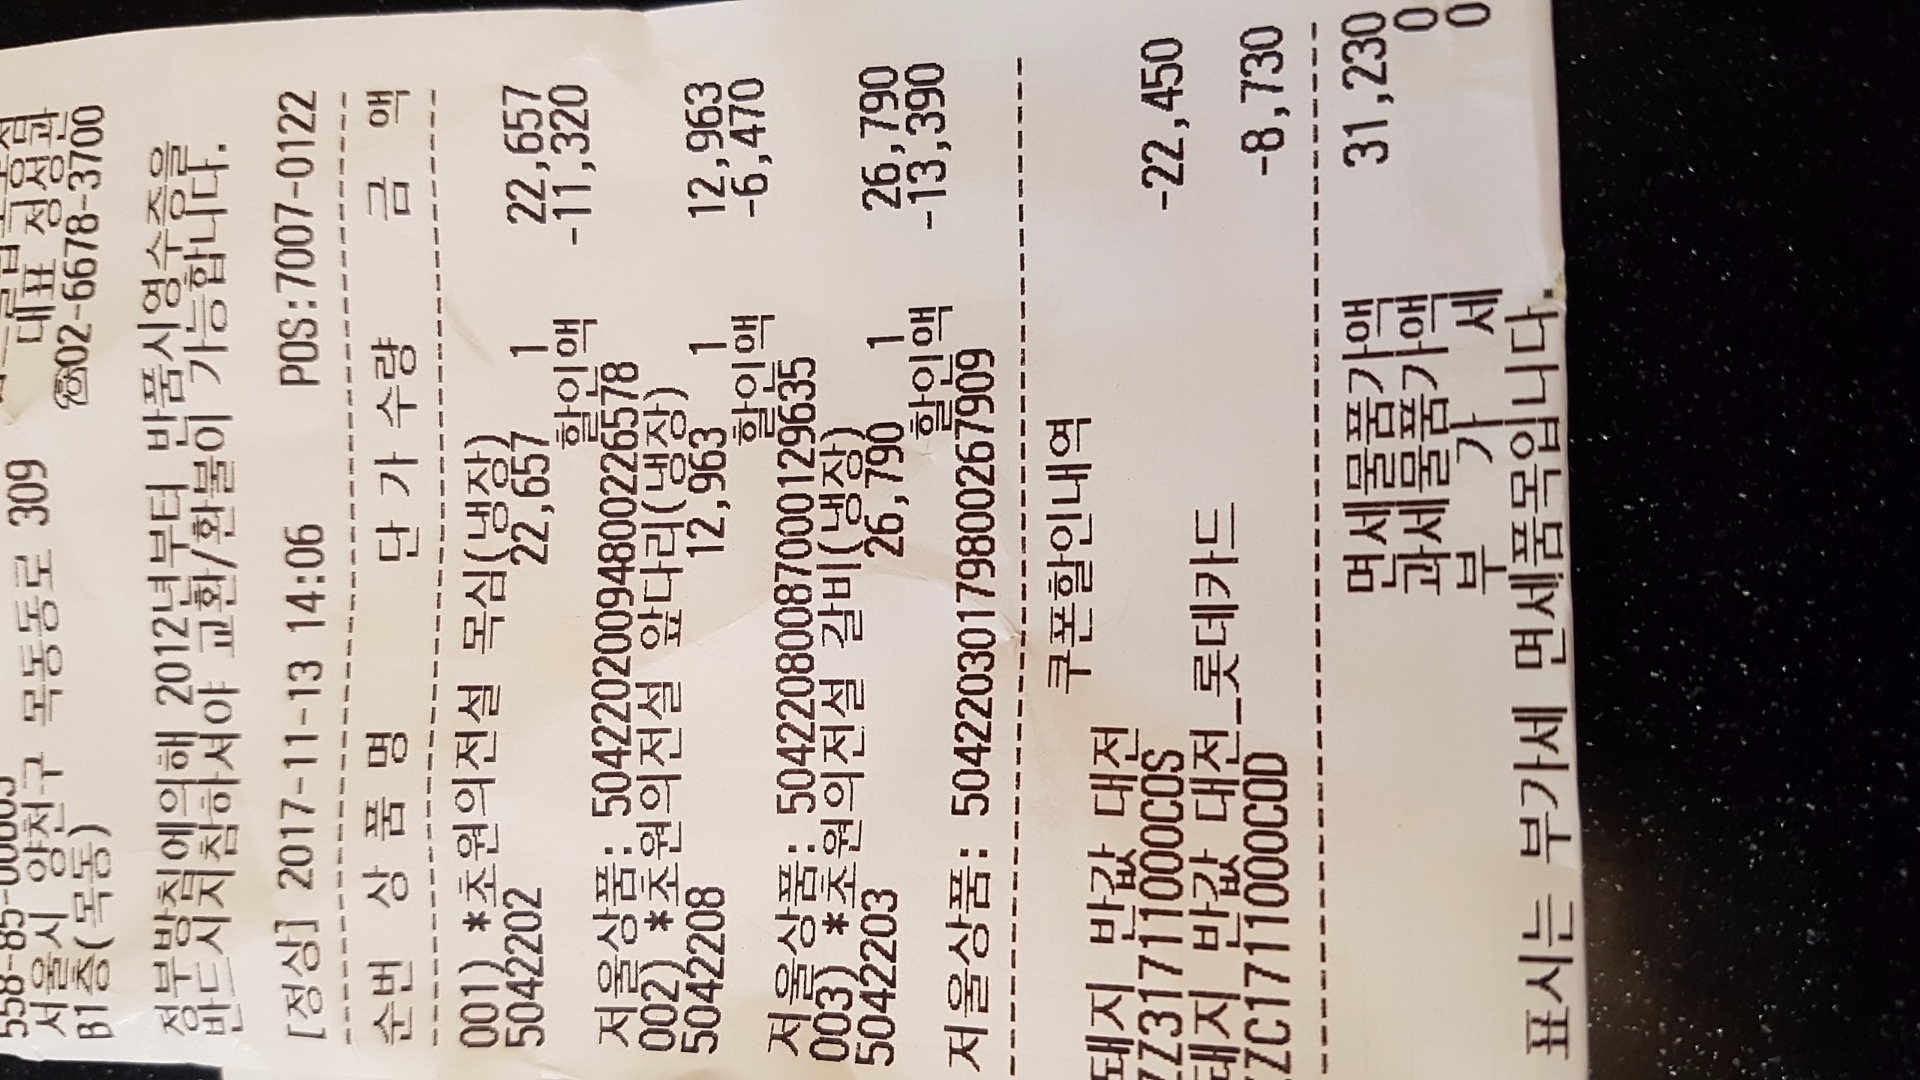 서울시 양천구 목동동로 309
B1층(목동)
대표 정성관
☎02-6678-3700
정부방침에의해 2012년부터 반품시영수증을
반드시지참하셔야 교환/환불이 가능합니다.
[정상] 2017-11-13 14:06 POS:7007-0122
순번 상 품 명 단 가 수량 금 액
001) *초원의전설 목심(냉장)
5042202 22,657 1 22,657
할인액 -11,320
저울상품: 504220200948002226578
002) *초원의전설 앞다리(냉장)
5042208 12,963 1 12,963
할인액 -6,470
저울상품: 504220800870001129635
003) *초원의전설 갈비(냉장)
5042203 26,790 1 26,790
할인액 -13,390
저울상품: 504220301798002267909
쿠폰할인내역
돼지 반값 대전
ZZ31711000COS -22,450
돼지 반값 대전_롯데카드
ZZC1711000COD -8,730
면세물품가액 31,230
과세물품가액 0
부 가 세 0
표시는 부가세 면세품목입니다.